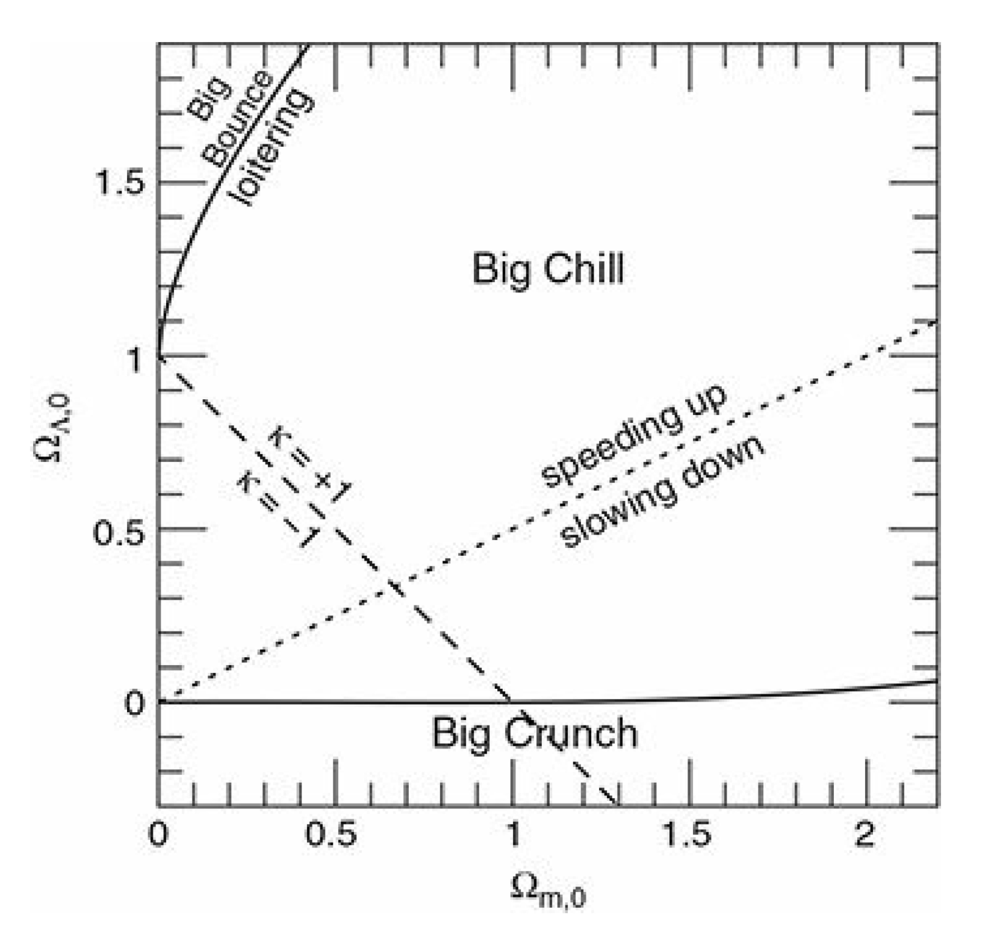 Big
Bounce
loitering
1.5
Big Chill
1
speeding up
slowing down
Ω_Λ,0
κ = +1
κ = -1
0.5
0
Big Crunch
0 0.5 1 1.5 2
Ω_m,0